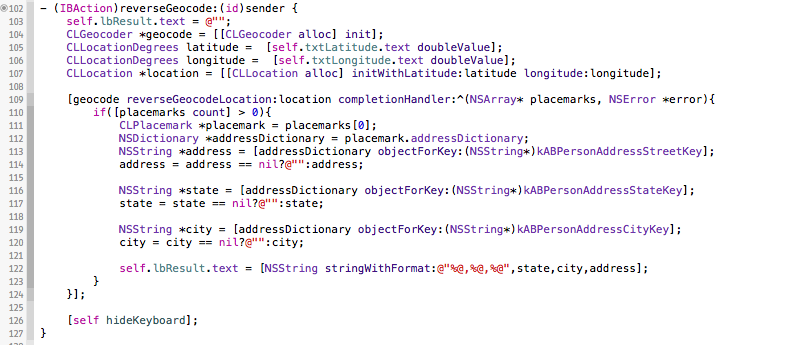 102 - (IBAction)reverseGeocode:(id)sender {
103 self.lbResult.text = @"";
104 CLGeocoder *geocode = [[CLGeocoder alloc] init];
105 CLLocationDegrees latitude =  [self.txtLatitude.text doubleValue];
106 CLLocationDegrees longitude =  [self.txtLongitude.text doubleValue];
107 CLLocation *location = [[CLLocation alloc] initWithLatitude:latitude longitude:longitude];
108
109 [geocode reverseGeocodeLocation:location completionHandler:^(NSArray* placemarks, NSError *error){
110 if([placemarks count] > 0){
111 CLPlacemark *placemark = placemarks[0];
112 NSDictionary *addressDictionary = placemark.addressDictionary;
113 NSString *address = [addressDictionary objectForKey:(NSString*)kABPersonAddressStreetKey];
114 address = address == nil?@"":address;
115
116 NSString *state = [addressDictionary objectForKey:(NSString*)kABPersonAddressStateKey];
117 state = state == nil?@"":state;
118
119 NSString *city = [addressDictionary objectForKey:(NSString*)kABPersonAddressCityKey];
120 city = city == nil?@"":city;
121
122 self.lbResult.text = [NSString stringWithFormat:@"%@,%@,%@",state,city,address];
123 }
124 }];
125
126 [self hideKeyboard];
127 }